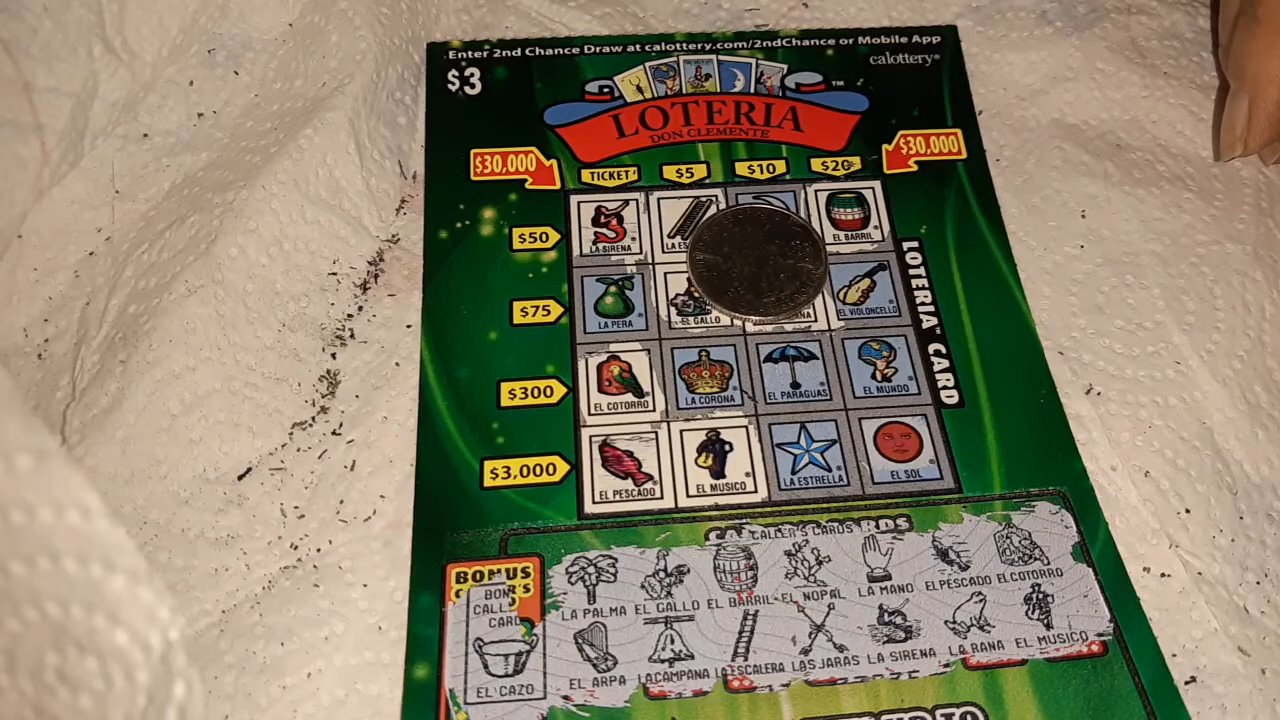 Enter 2nd Chance Draw at calottery.com/2ndChance or Mobile App
$3
calottery®
LOTERIA™
DON CLEMENTE
$30,000
TICKET
$5
$10
$20
$30,000
$50
LA SIRENA
EL BARRIL
$75
LA PERA
EL GALLO
EL VIOLONCELLO
$300
EL COTORRO
LA CORONA
EL PARAGUAS
EL MUNDO
$3,000
EL PESCADO
EL MUSICO
LA ESTRELLA
EL SOL
LOTERIA™ CARD
CALLER'S CARDS
BONUS
LA PALMA EL GALLO EL BARRIL EL NOPAL LA MANO EL PESCADO EL COTORRO
EL CAZO
EL ARPA LA CAMPANA LA ESCALERA LAS JARAS LA SIRENA LA RANA EL MUSICO